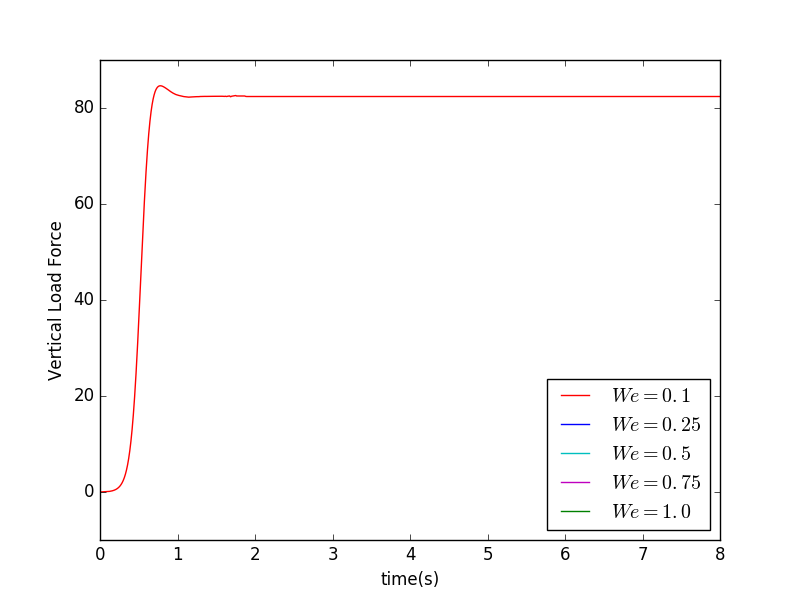 80
60
40
20
0
0 1 2 3 4 5 6 7 8
Vertical Load Force
time(s)
We = 0.1
We = 0.25
We = 0.5
We = 0.75
We = 1.0